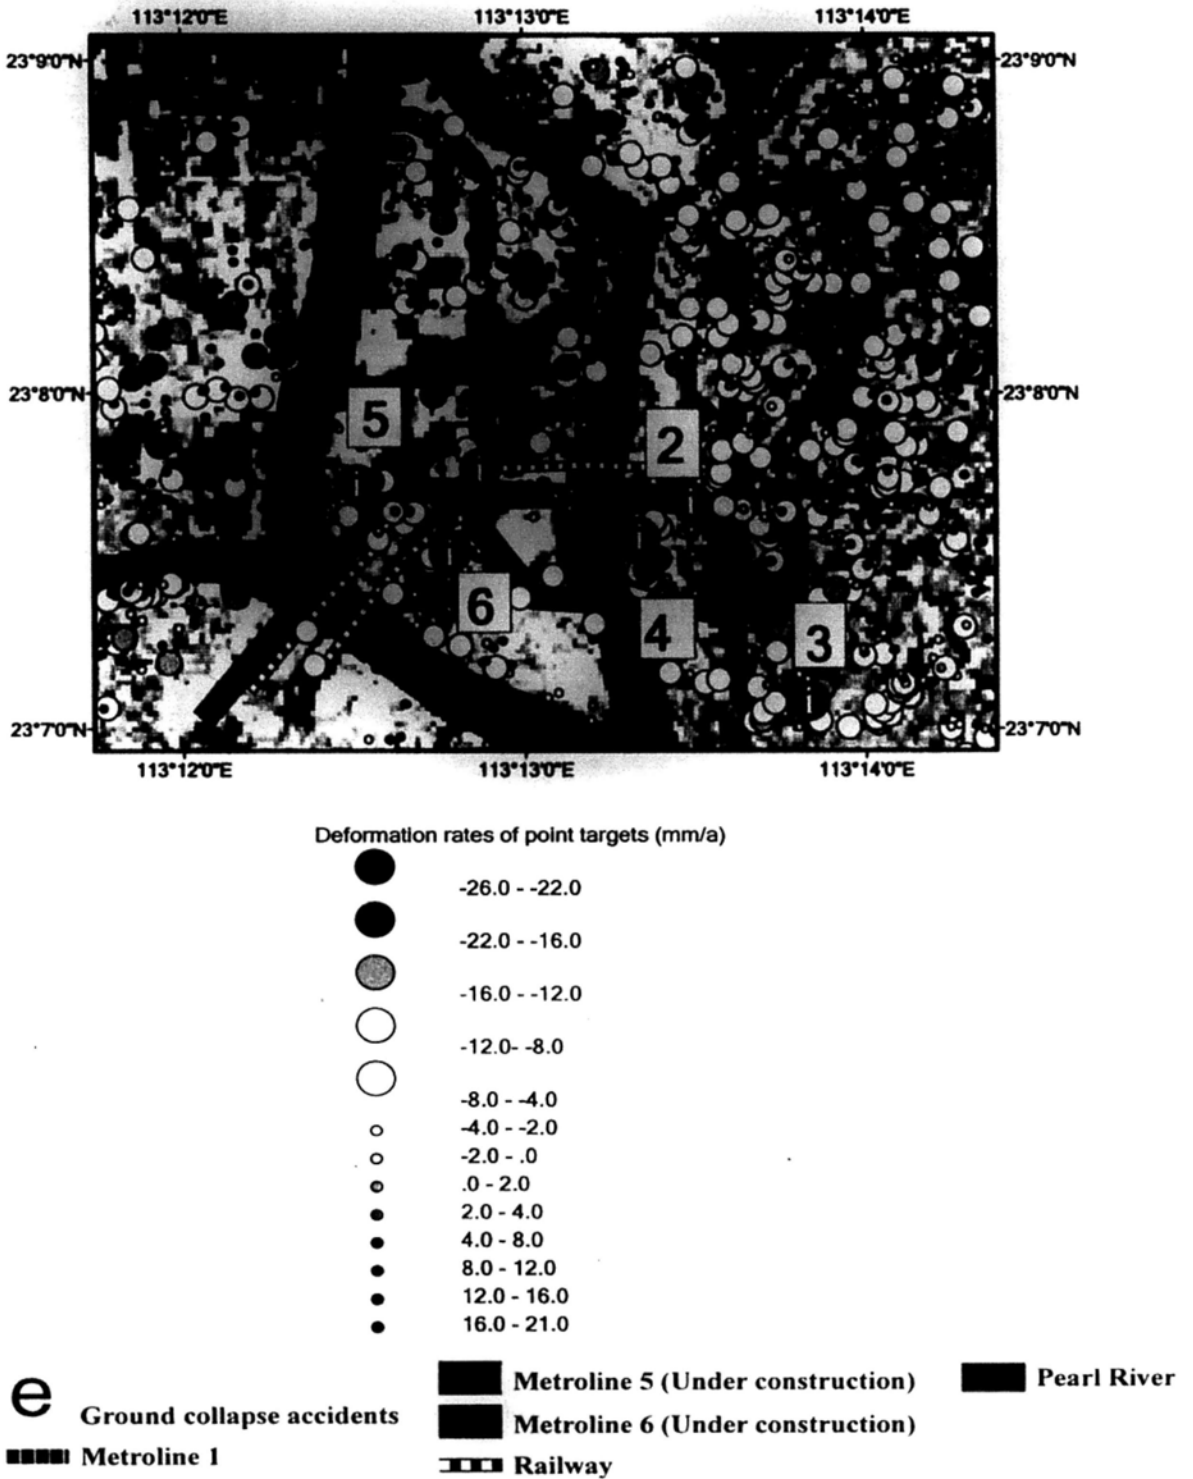 113°12'0"E 113°13'0"E 113°14'0"E
23°9'0"N 23°9'0"N
23°8'0"N 23°8'0"N
5
2
6
4
3
23°7'0"N 23°7'0"N
113°12'0"E 113°13'0"E 113°14'0"E
Deformation rates of point targets (mm/a)
-26.0 - -22.0
-22.0 - -16.0
-16.0 - -12.0
-12.0- -8.0
-8.0 - -4.0
-4.0 - -2.0
-2.0 - .0
.0 - 2.0
2.0 - 4.0
4.0 - 8.0
8.0 - 12.0
12.0 - 16.0
16.0 - 21.0
e Ground collapse accidents
Metroline 1
Metroline 5 (Under construction)
Metroline 6 (Under construction)
Railway
Pearl River